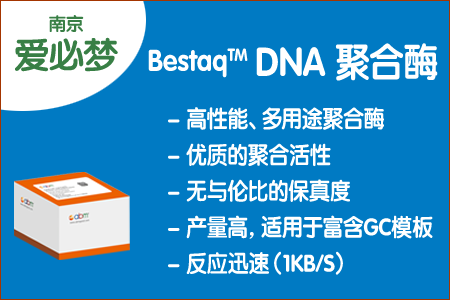 南京
爱必梦
Bestaq™ DNA 聚合酶
– 高性能、多用途聚合酶
– 优质的聚合活性
– 无与伦比的保真度
– 产量高，适用于富含GC模板
– 反应迅速（1KB/S）
abm
abm